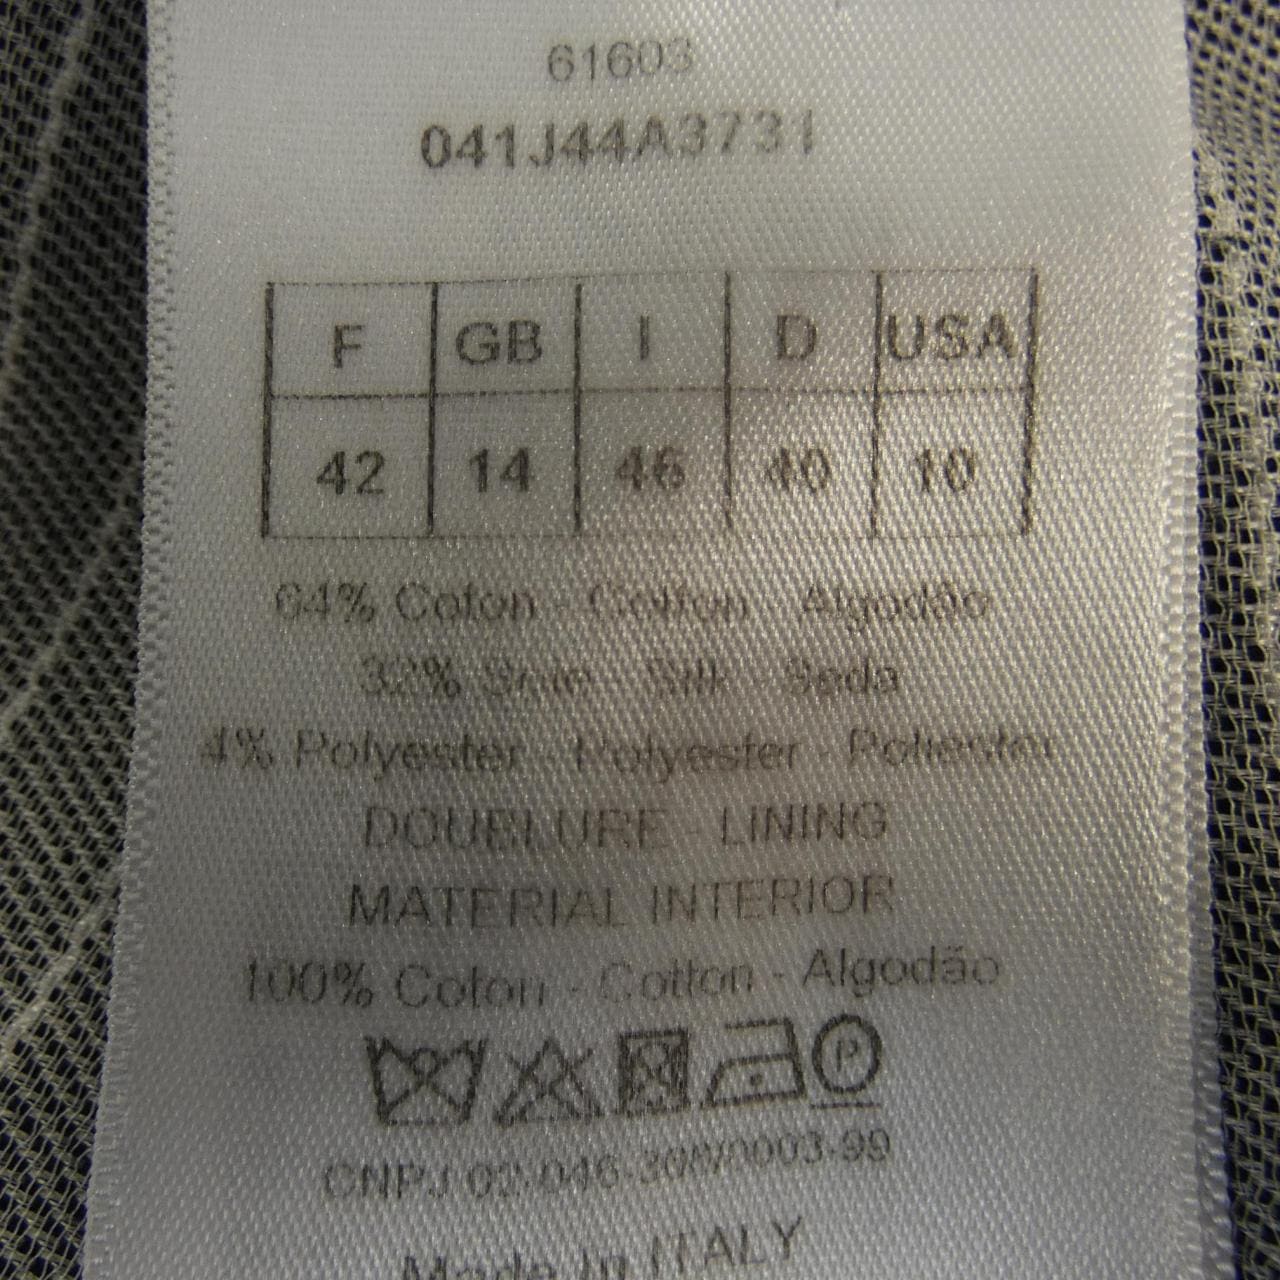 61603
041J44A3731
F GB I D USA
42 14 46 40 10
64% Coton - Cotton - Algodão
32% Soie - Silk - Seda
4% Polyester - Polyester - Poliester
DOUBLURE - LINING
MATERIAL INTERIOR
100% Coton - Cotton - Algodão
P
CNPJ 02.046-308/0003-99
Made In ITALY